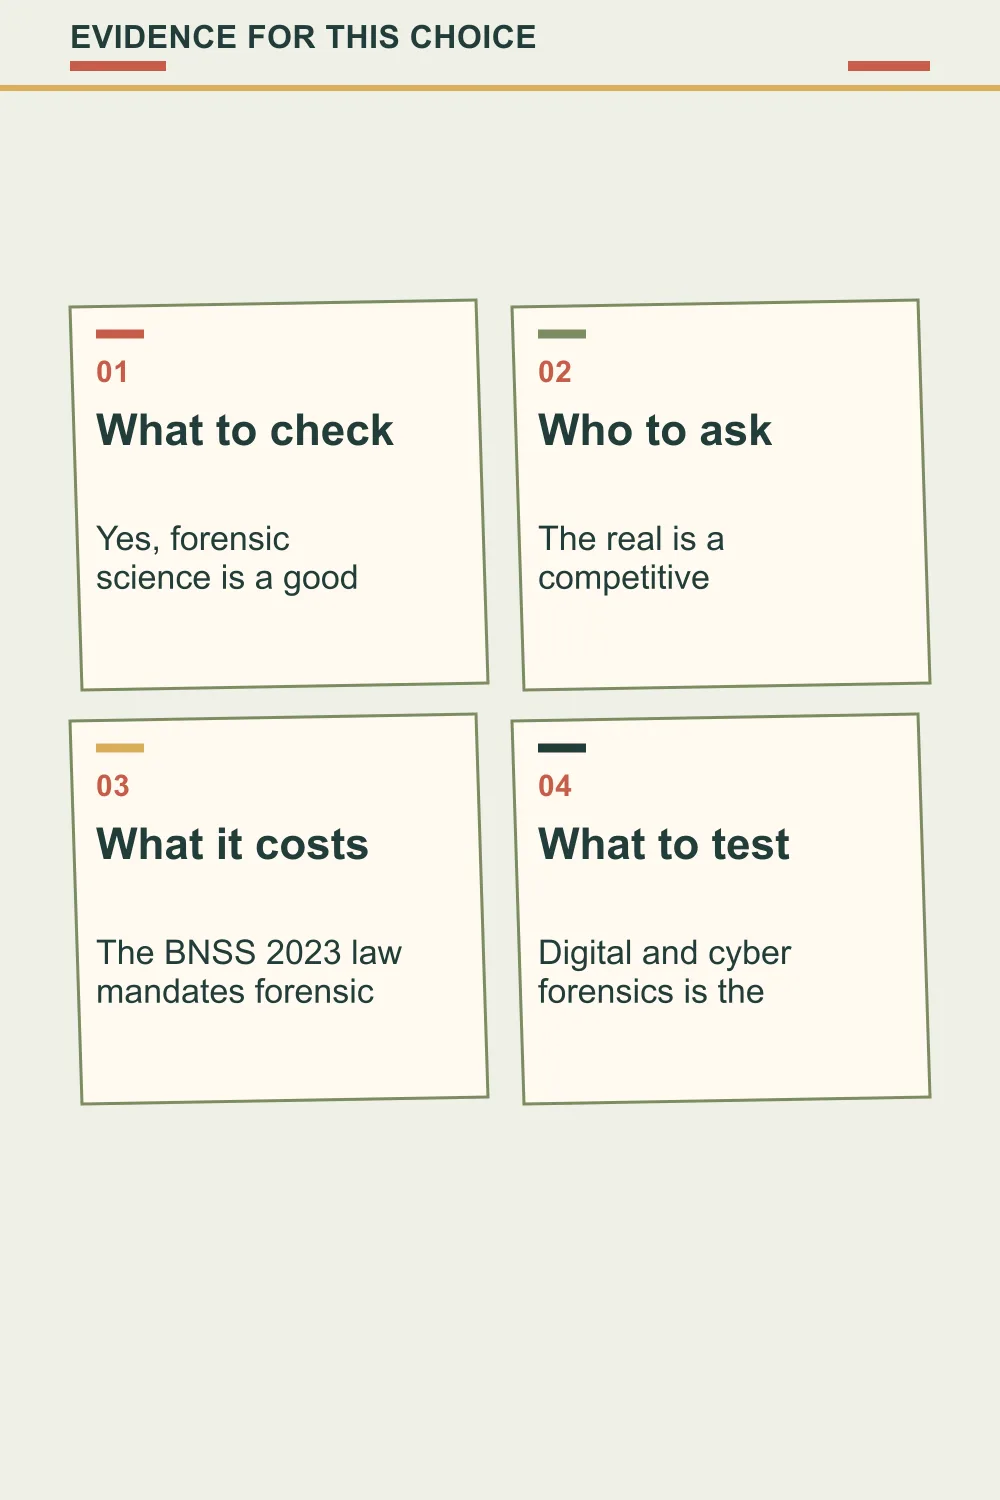 EVIDENCE FOR THIS CHOICE
01
What to check
Yes, forensic
science is a good
02
Who to ask
The real is a
competitive
03
What it costs
The BNSS 2023 law
mandates forensic
04
What to test
Digital and cyber
forensics is the